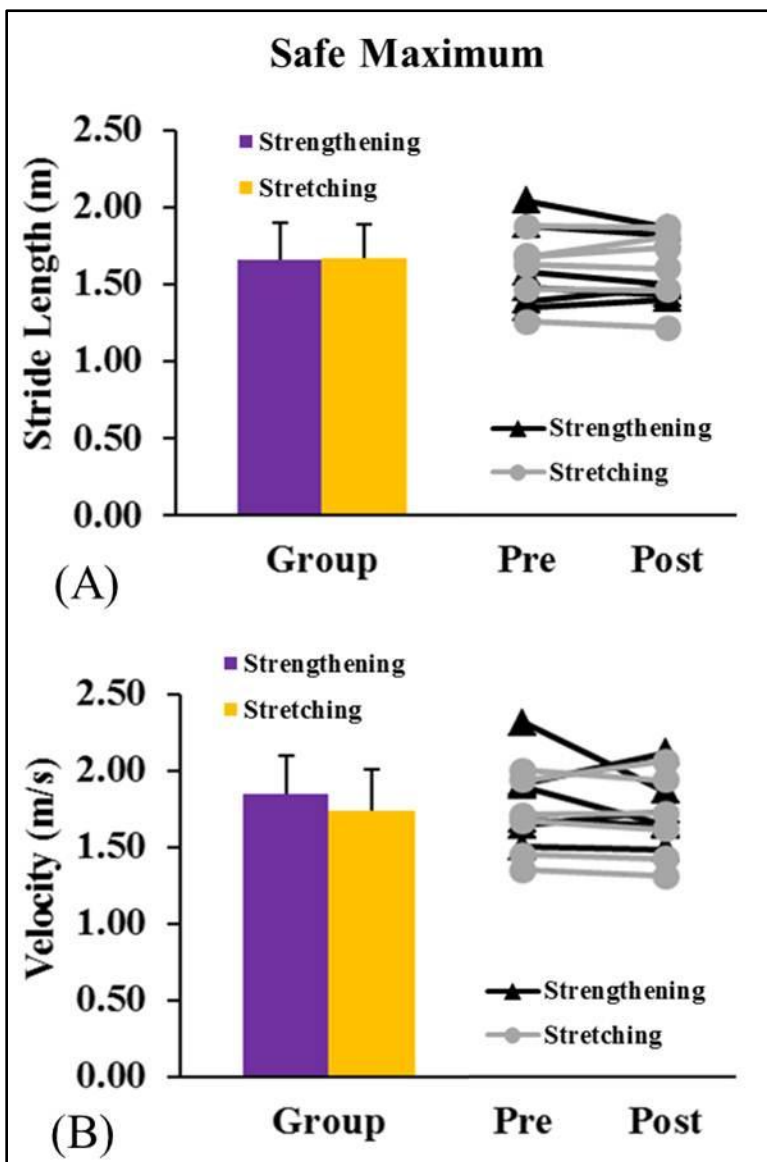 Safe Maximum
Stride Length (m)
2.50
2.00
1.50
1.00
0.50
0.00
Strengthening
Stretching
Strengthening
Stretching
Group Pre Post
(A)
Velocity (m/s)
2.50
2.00
1.50
1.00
0.50
0.00
Strengthening
Stretching
Strengthening
Stretching
Group Pre Post
(B)